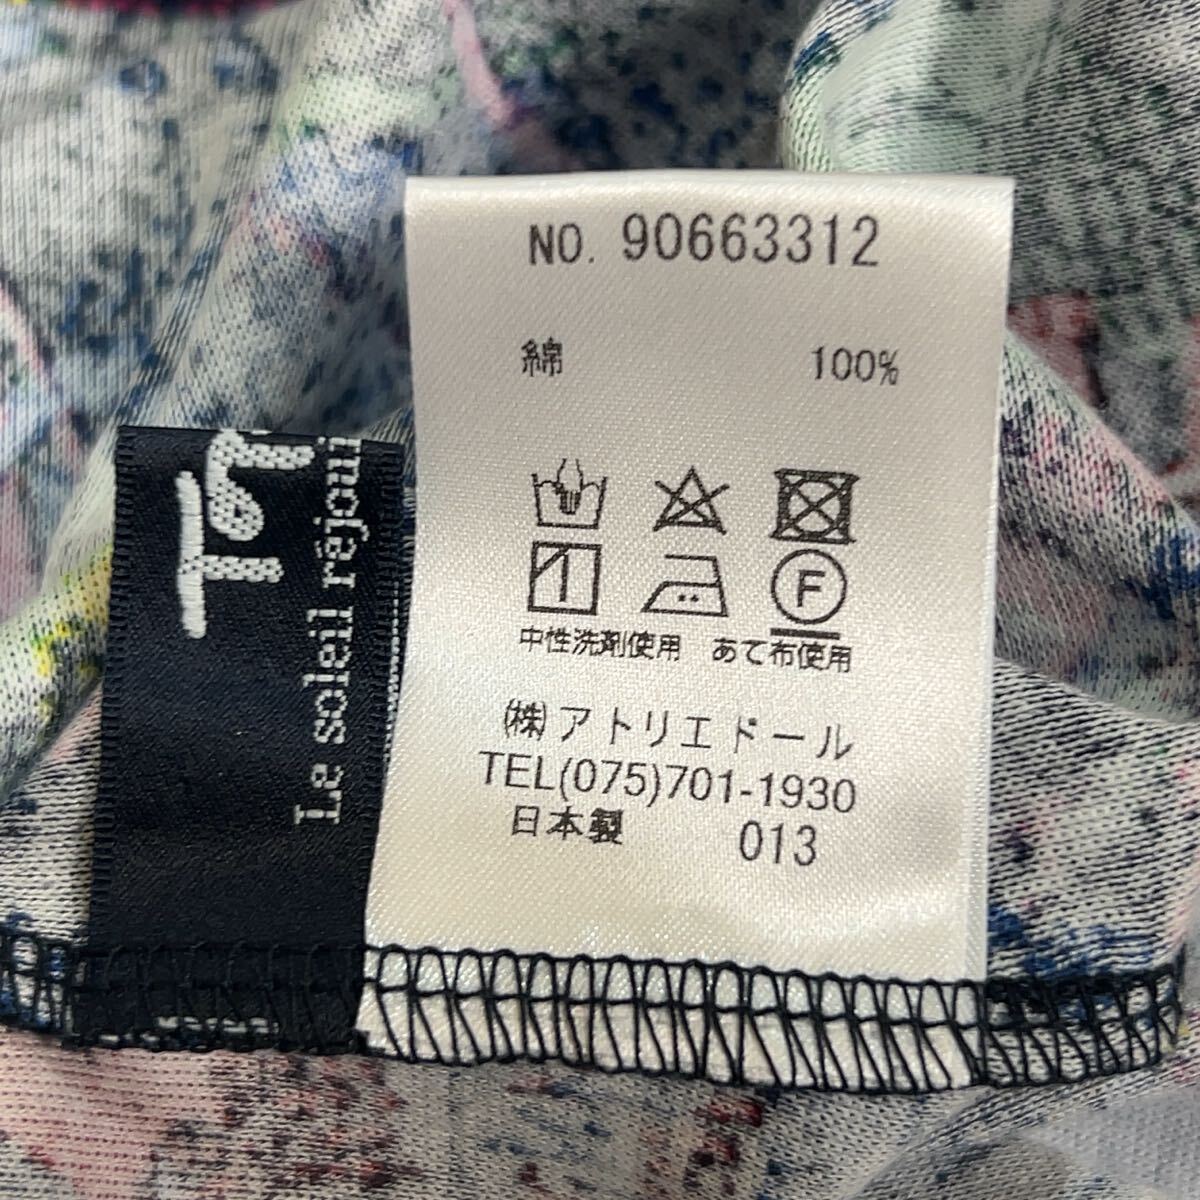 NO. 90663312
綿 100%
F
中性洗剤使用 あて布使用
(株)アトリエドール
TEL(075)701-1930
日本製 013
Le soleil réjoui